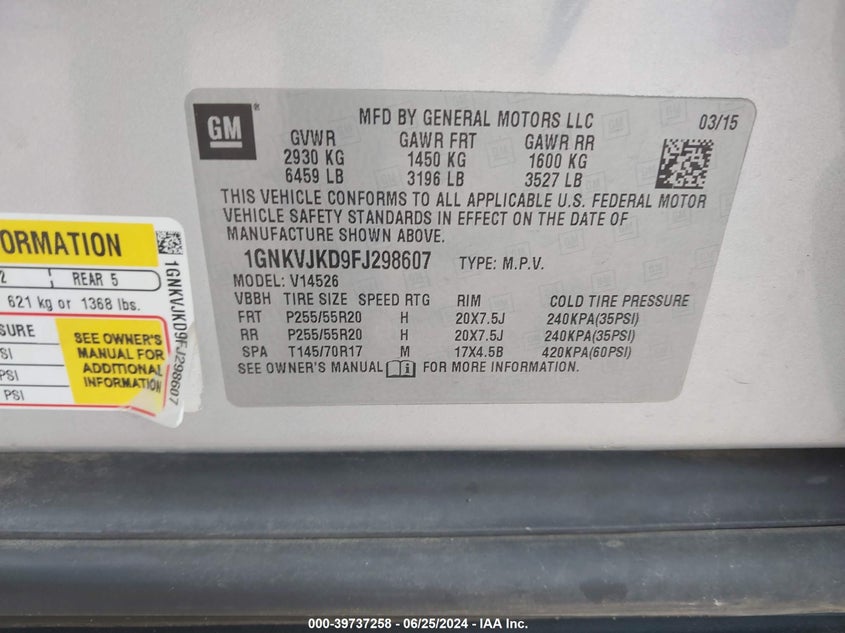 GM ®
MFD BY GENERAL MOTORS LLC 03/15
GVWR GAWR FRT GAWR RR
2930 KG 1450 KG 1600 KG
6459 LB 3196 LB 3527 LB
THIS VEHICLE CONFORMS TO ALL APPLICABLE U.S. FEDERAL MOTOR
VEHICLE SAFETY STANDARDS IN EFFECT ON THE DATE OF
MANUFACTURE SHOWN ABOVE.
1GNKVJKD9FJ298607 TYPE: M.P.V.
MODEL: V14526
VBBH TIRE SIZE SPEED RTG RIM COLD TIRE PRESSURE
FRT P255/55R20 H 20X7.5J 240KPA(35PSI)
RR P255/55R20 H 20X7.5J 240KPA(35PSI)
SPA T145/70R17 M 17X4.5B 420KPA(60PSI)
SEE OWNER'S MANUAL FOR MORE INFORMATION.
ORMATION
2 REAR 5
621 kg or 1368 lbs.
SURE
SI
PSI
PSI
SEE OWNER'S
MANUAL FOR
ADDITIONAL
INFORMATION
1GNKVJKD9FJ298607
000-39737258 - 06/25/2024 - IAA Inc.